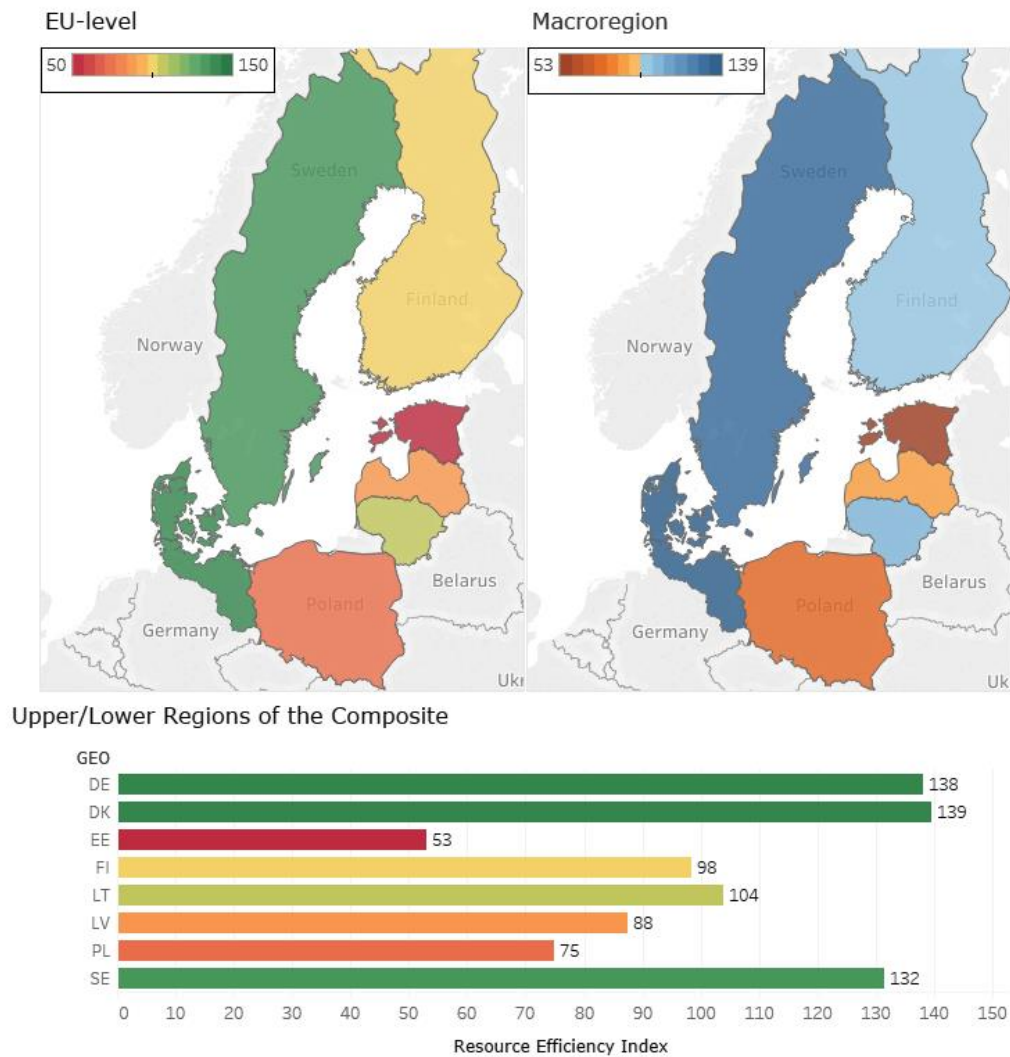 EU-level
50 150
Sweden
Finland
Norway
Belarus
Poland
Germany
Ukr
Macroregion
53 139
Sweden
Finland
Norway
Belarus
Poland
Germany
Uk
Upper/Lower Regions of the Composite
GEO
DE 138
DK 139
EE 53
FI 98
LT 104
LV 88
PL 75
SE 132
0 10 20 30 40 50 60 70 80 90 100 110 120 130 140 150
Resource Efficiency Index